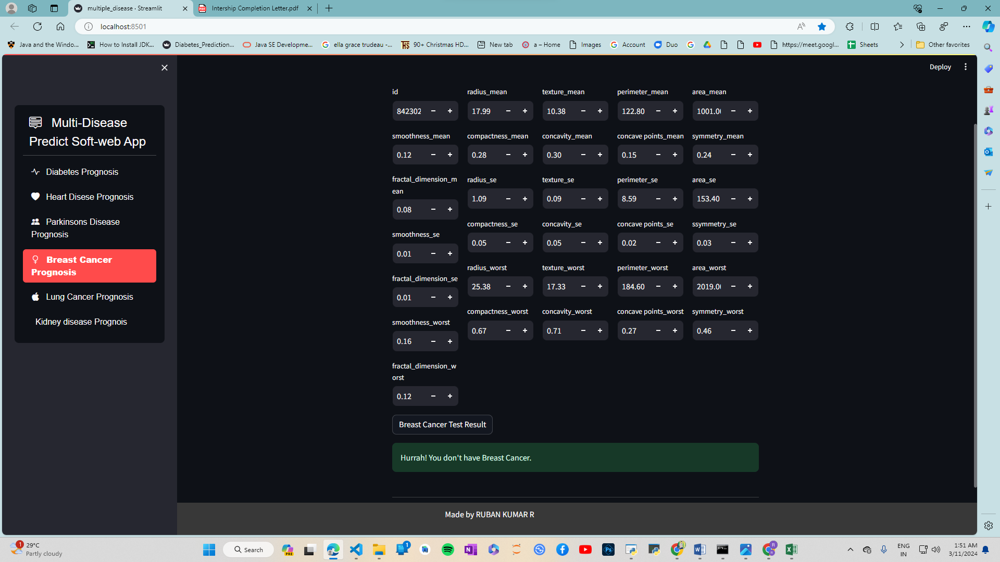 multiple_disease · Streamlit
Intership Completion Letter.pdf
localhost:8501
Java and the Windo...
How to Install JDK...
Diabetes_Prediction...
Java SE Developme...
ella grace trudeau -...
90+ Christmas HD...
New tab
a – Home
Images
Account
Duo
https://meet.googl...
Sheets
Other favorites
Deploy
Multi-Disease
Predict Soft-web App
Diabetes Prognosis
Heart Disese Prognosis
Parkinsons Disease
Prognosis
Breast Cancer
Prognosis
Lung Cancer Prognosis
Kidney disease Prognois
id radius_mean texture_mean perimeter_mean area_mean
842302 17.99 10.38 122.80 1001.0
smoothness_mean compactness_mean concavity_mean concave points_mean symmetry_mean
0.12 0.28 0.30 0.15 0.24
fractal_dimension_m
ean
0.08
radius_se texture_se perimeter_se area_se
1.09 0.09 8.59 153.40
smoothness_se
0.01
compactness_se concavity_se concave points_se ssymmetry_se
0.05 0.05 0.02 0.03
fractal_dimension_se
0.01
radius_worst texture_worst perimeter_worst area_worst
25.38 17.33 184.60 2019.0
smoothness_worst
0.16
compactness_worst concavity_worst concave points_worst symmetry_worst
0.67 0.71 0.27 0.46
fractal_dimension_w
orst
0.12
Breast Cancer Test Result
Hurrah! You don't have Breast Cancer.
Made by RUBAN KUMAR R
1
29°C
Partly cloudy
Search
PRE
1
ENG
IN
1:51 AM
3/11/2024